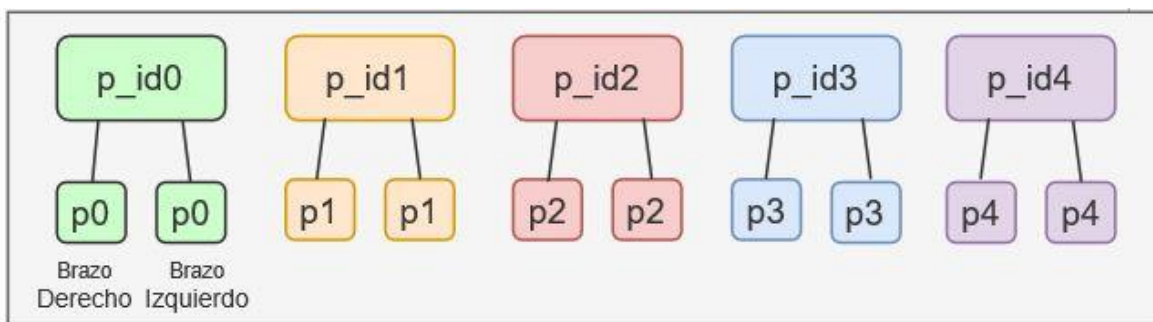 p_id0 p_id1 p_id2 p_id3 p_id4
p0 p0 p1 p1 p2 p2 p3 p3 p4 p4
Brazo Brazo
Derecho Izquierdo